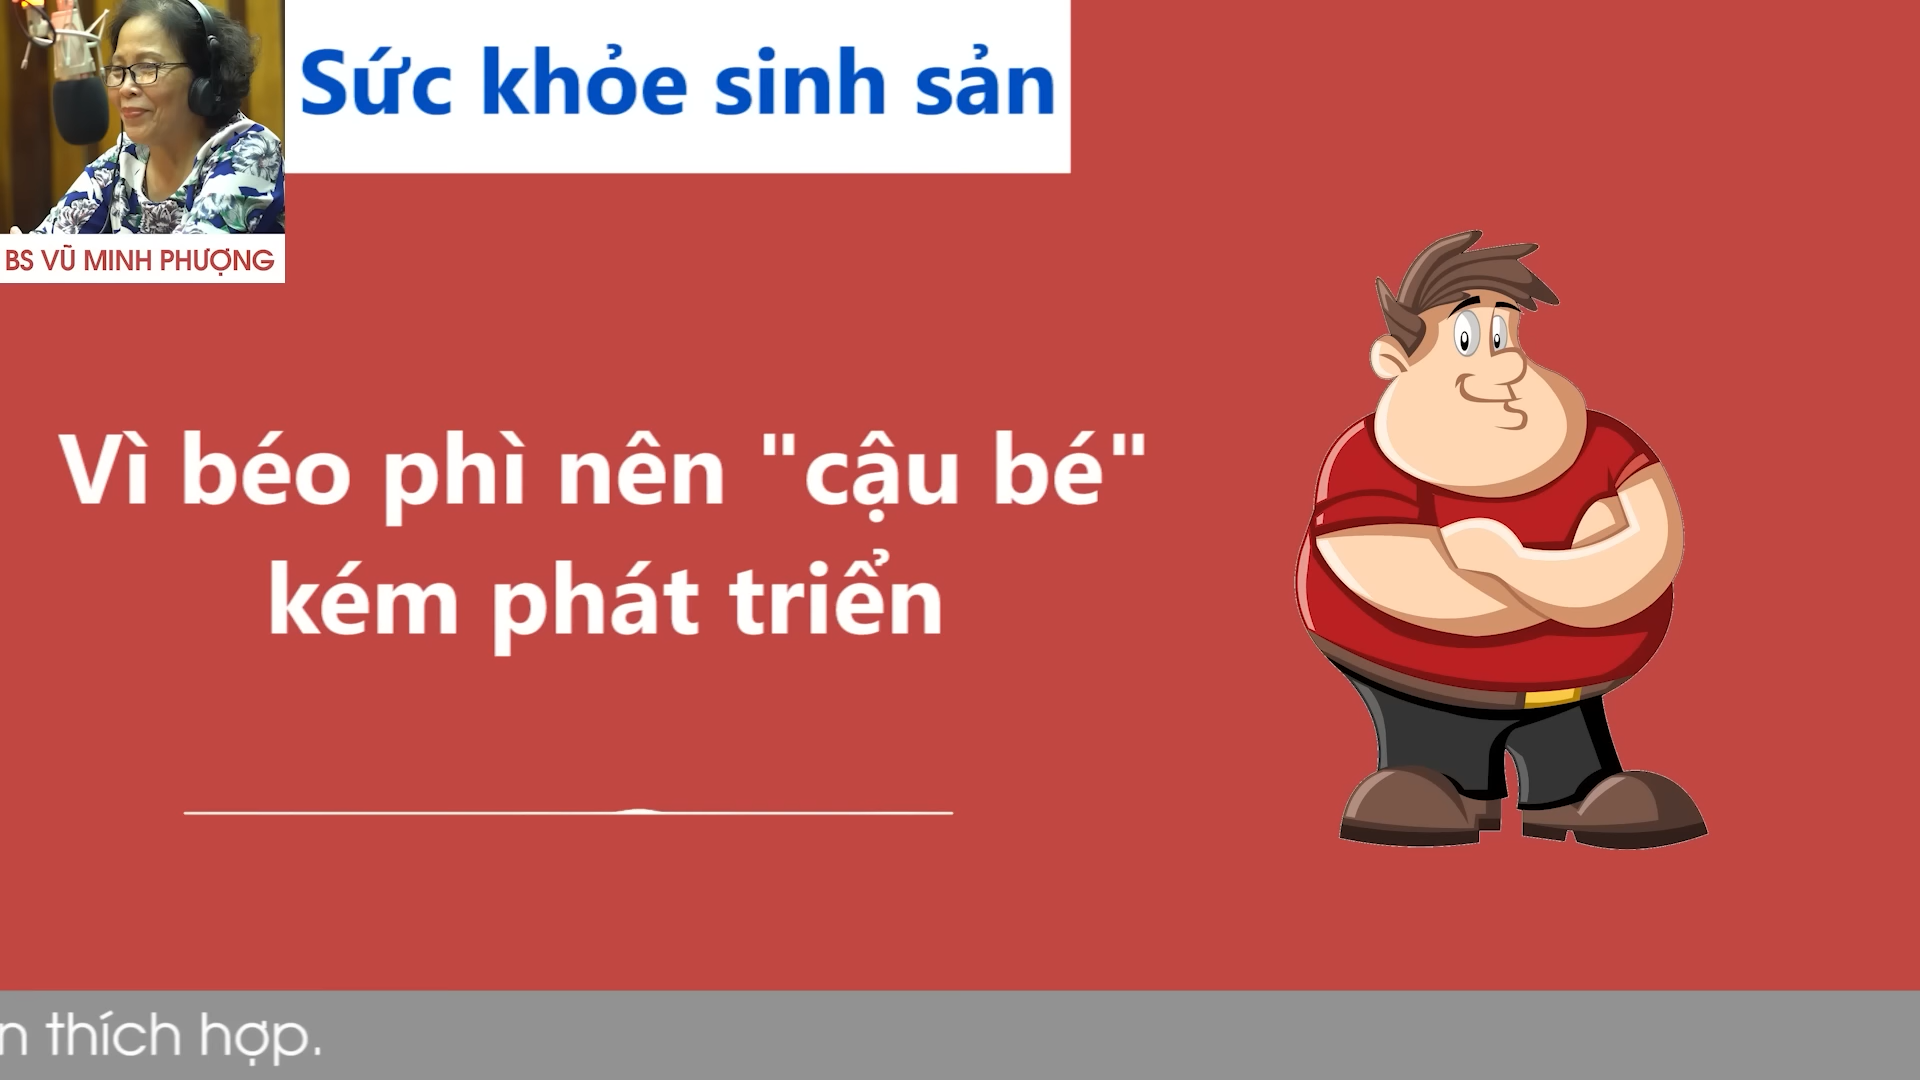 Sức khỏe sinh sản
BS VŨ MINH PHƯỢNG
Vì béo phì nên "cậu bé"
kém phát triển
n thích hợp.